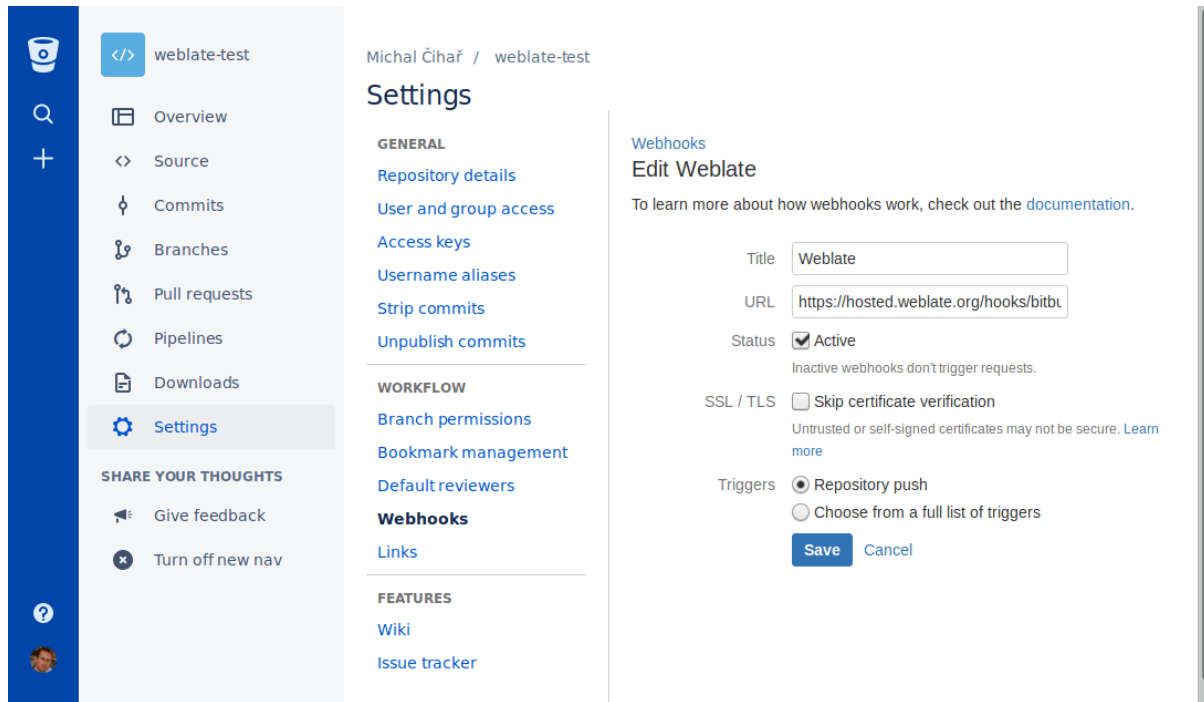 weblate-test
Overview
Source
Commits
Branches
Pull requests
Pipelines
Downloads
Settings
SHARE YOUR THOUGHTS
Give feedback
Turn off new nav
Michal Čihař / weblate-test
Settings
GENERAL
Repository details
User and group access
Access keys
Username aliases
Strip commits
Unpublish commits
WORKFLOW
Branch permissions
Bookmark management
Default reviewers
Webhooks
Links
FEATURES
Wiki
Issue tracker
Webhooks
Edit Weblate
To learn more about how webhooks work, check out the documentation.
Title Weblate
URL https://hosted.weblate.org/hooks/bitbu
Status Active
Inactive webhooks don't trigger requests.
SSL / TLS Skip certificate verification
Untrusted or self-signed certificates may not be secure. Learn
more
Triggers Repository push
Choose from a full list of triggers
Save Cancel